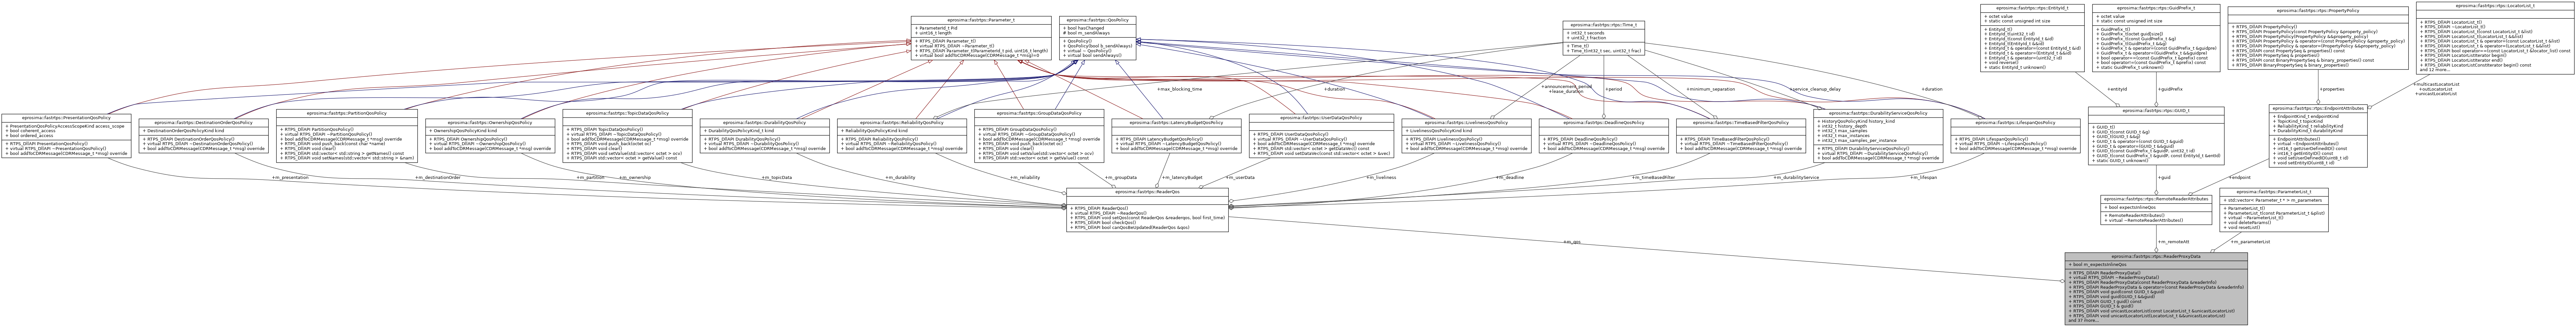 eprosima::fastrtps::Parameter_t
+ ParameterId_t Pid
+ uint16_t length
+ RTPS_DllAPI Parameter_t()
+ virtual RTPS_DllAPI ~Parameter_t()
+ RTPS_DllAPI Parameter_t(ParameterId_t pid, uint16_t length)
+ virtual bool addToCDRMessage(CDRMessage_t *msg)=0
eprosima::fastrtps::QosPolicy
+ bool hasChanged
# bool m_sendAlways
+ QosPolicy()
+ QosPolicy(bool b_sendAlways)
+ virtual ~ QosPolicy()
+ virtual bool sendAlways()
eprosima::fastrtps::rtps::Time_t
+ int32_t seconds
+ uint32_t fraction
+ Time_t()
+ Time_t(int32_t sec, uint32_t frac)
eprosima::fastrtps::rtps::EntityId_t
+ octet value
+ static const unsigned int size
+ EntityId_t()
+ EntityId_t(uint32_t id)
+ EntityId_t(const EntityId_t &id)
+ EntityId_t(EntityId_t &&id)
+ EntityId_t & operator=(const EntityId_t &id)
+ EntityId_t & operator=(EntityId_t &&id)
+ EntityId_t & operator=(uint32_t id)
+ void reverse()
+ static EntityId_t unknown()
eprosima::fastrtps::rtps::GuidPrefix_t
+ octet value
+ static const unsigned int size
+ GuidPrefix_t()
+ GuidPrefix_t(octet guid[size])
+ GuidPrefix_t(const GuidPrefix_t &g)
+ GuidPrefix_t(GuidPrefix_t &&g)
+ GuidPrefix_t & operator=(const GuidPrefix_t &guidpre)
+ GuidPrefix_t & operator=(GuidPrefix_t &&guidpre)
+ bool operator==(const GuidPrefix_t &prefix) const
+ bool operator!=(const GuidPrefix_t &prefix) const
+ static GuidPrefix_t unknown()
eprosima::fastrtps::rtps::PropertyPolicy
+ RTPS_DllAPI PropertyPolicy()
+ RTPS_DllAPI PropertyPolicy(const PropertyPolicy &property_policy)
+ RTPS_DllAPI PropertyPolicy(PropertyPolicy &&property_policy)
+ RTPS_DllAPI PropertyPolicy & operator=(const PropertyPolicy &property_policy)
+ RTPS_DllAPI PropertyPolicy & operator=(PropertyPolicy &&property_policy)
+ RTPS_DllAPI const PropertySeq & properties() const
+ RTPS_DllAPI PropertySeq & properties()
+ RTPS_DllAPI const BinaryPropertySeq & binary_properties() const
+ RTPS_DllAPI BinaryPropertySeq & binary_properties()
eprosima::fastrtps::rtps::LocatorList_t
+ RTPS_DllAPI LocatorList_t()
+ RTPS_DllAPI ~LocatorList_t()
+ RTPS_DllAPI LocatorList_t(const LocatorList_t &list)
+ RTPS_DllAPI LocatorList_t(LocatorList_t &&list)
+ RTPS_DllAPI LocatorList_t & operator=(const LocatorList_t &list)
+ RTPS_DllAPI LocatorList_t & operator=(LocatorList_t &&list)
+ RTPS_DllAPI bool operator==(const LocatorList_t &locator_list) const
+ RTPS_DllAPI LocatorListIterator begin()
+ RTPS_DllAPI LocatorListIterator end()
+ RTPS_DllAPI LocatorListConstIterator begin() const
and 12 more...
+max_blocking_time
+duration
+announcement_period
+lease_duration
+period
+minimum_separation
+service_cleanup_delay
+duration
+entityId
+guidPrefix
+properties
+outLocatorList
+unicastLocatorList
eprosima::fastrtps::PresentationQosPolicy
+ PresentationQosPolicyAccessScopeKind access_scope
+ bool coherent_access
+ bool ordered_access
+ RTPS_DllAPI PresentationQosPolicy()
+ virtual RTPS_DllAPI ~PresentationQosPolicy()
+ bool addToCDRMessage(CDRMessage_t *msg) override
eprosima::fastrtps::DestinationOrderQosPolicy
+ DestinationOrderQosPolicyKind kind
+ RTPS_DllAPI DestinationOrderQosPolicy()
+ virtual RTPS_DllAPI ~DestinationOrderQosPolicy()
+ bool addToCDRMessage(CDRMessage_t *msg) override
eprosima::fastrtps::PartitionQosPolicy
+ RTPS_DllAPI PartitionQosPolicy()
+ virtual RTPS_DllAPI ~PartitionQosPolicy()
+ bool addToCDRMessage(CDRMessage_t *msg) override
+ RTPS_DllAPI void push_back(const char *name)
+ RTPS_DllAPI void clear()
+ RTPS_DllAPI std::vector< std::string > getNames() const
+ RTPS_DllAPI void setNames(std::vector< std::string > &nam)
eprosima::fastrtps::OwnershipQosPolicy
+ OwnershipQosPolicyKind kind
+ RTPS_DllAPI OwnershipQosPolicy()
+ virtual RTPS_DllAPI ~OwnershipQosPolicy()
+ bool addToCDRMessage(CDRMessage_t *msg) override
eprosima::fastrtps::TopicDataQosPolicy
+ RTPS_DllAPI TopicDataQosPolicy()
+ virtual RTPS_DllAPI ~TopicDataQosPolicy()
+ bool addToCDRMessage(CDRMessage_t *msg) override
+ RTPS_DllAPI void push_back(octet oc)
+ RTPS_DllAPI void clear()
+ RTPS_DllAPI void setValue(std::vector< octet > ocv)
+ RTPS_DllAPI std::vector< octet > getValue() const
eprosima::fastrtps::DurabilityQosPolicy
+ DurabilityQosPolicyKind_t kind
+ RTPS_DllAPI DurabilityQosPolicy()
+ virtual RTPS_DllAPI ~DurabilityQosPolicy()
+ bool addToCDRMessage(CDRMessage_t *msg) override
eprosima::fastrtps::ReliabilityQosPolicy
+ ReliabilityQosPolicyKind kind
+ RTPS_DllAPI ReliabilityQosPolicy()
+ virtual RTPS_DllAPI ~ReliabilityQosPolicy()
+ bool addToCDRMessage(CDRMessage_t *msg) override
eprosima::fastrtps::GroupDataQosPolicy
+ RTPS_DllAPI GroupDataQosPolicy()
+ virtual RTPS_DllAPI ~GroupDataQosPolicy()
+ bool addToCDRMessage(CDRMessage_t *msg) override
+ RTPS_DllAPI void push_back(octet oc)
+ RTPS_DllAPI void clear()
+ RTPS_DllAPI void setValue(std::vector< octet > ocv)
+ RTPS_DllAPI std::vector< octet > getValue() const
eprosima::fastrtps::LatencyBudgetQosPolicy
+ RTPS_DllAPI LatencyBudgetQosPolicy()
+ virtual RTPS_DllAPI ~LatencyBudgetQosPolicy()
+ bool addToCDRMessage(CDRMessage_t *msg) override
eprosima::fastrtps::UserDataQosPolicy
+ RTPS_DllAPI UserDataQosPolicy()
+ virtual RTPS_DllAPI ~UserDataQosPolicy()
+ bool addToCDRMessage(CDRMessage_t *msg) override
+ RTPS_DllAPI std::vector< octet > getDataVec() const
+ RTPS_DllAPI void setDataVec(const std::vector< octet > &vec)
eprosima::fastrtps::LivelinessQosPolicy
+ LivelinessQosPolicyKind kind
+ RTPS_DllAPI LivelinessQosPolicy()
+ virtual RTPS_DllAPI ~LivelinessQosPolicy()
+ bool addToCDRMessage(CDRMessage_t *msg) override
eprosima::fastrtps::DeadlineQosPolicy
+ RTPS_DllAPI DeadlineQosPolicy()
+ virtual RTPS_DllAPI ~DeadlineQosPolicy()
+ bool addToCDRMessage(CDRMessage_t *msg) override
eprosima::fastrtps::TimeBasedFilterQosPolicy
+ RTPS_DllAPI TimeBasedFilterQosPolicy()
+ virtual RTPS_DllAPI ~TimeBasedFilterQosPolicy()
+ bool addToCDRMessage(CDRMessage_t *msg) override
eprosima::fastrtps::DurabilityServiceQosPolicy
+ HistoryQosPolicyKind history_kind
+ int32_t history_depth
+ int32_t max_samples
+ int32_t max_instances
+ int32_t max_samples_per_instance
+ RTPS_DllAPI DurabilityServiceQosPolicy()
+ virtual RTPS_DllAPI ~DurabilityServiceQosPolicy()
+ bool addToCDRMessage(CDRMessage_t *msg) override
eprosima::fastrtps::LifespanQosPolicy
+ RTPS_DllAPI LifespanQosPolicy()
+ virtual RTPS_DllAPI ~LifespanQosPolicy()
+ bool addToCDRMessage(CDRMessage_t *msg) override
eprosima::fastrtps::rtps::GUID_t
+ GUID_t()
+ GUID_t(const GUID_t &g)
+ GUID_t(GUID_t &&g)
+ GUID_t & operator=(const GUID_t &guid)
+ GUID_t & operator=(GUID_t &&guid)
+ GUID_t(const GuidPrefix_t &guidP, uint32_t id)
+ GUID_t(const GuidPrefix_t &guidP, const EntityId_t &entId)
+ static GUID_t unknown()
eprosima::fastrtps::rtps::EndpointAttributes
+ EndpointKind_t endpointKind
+ TopicKind_t topicKind
+ ReliabilityKind_t reliabilityKind
+ DurabilityKind_t durabilityKind
+ EndpointAttributes()
+ virtual ~EndpointAttributes()
+ int16_t getUserDefinedID() const
+ int16_t getEntityID() const
+ void setUserDefinedID(uint8_t id)
+ void setEntityID(uint8_t id)
+m_presentation
+m_destinationOrder
+m_partition
+m_ownership
+m_topicData
+m_durability
+m_reliability
+m_groupData
+m_latencyBudget
+m_userData
+m_liveliness
+m_deadline
+m_timeBasedFilter
+m_durabilityService
+m_lifespan
+guid
+endpoint
eprosima::fastrtps::ReaderQos
+ RTPS_DllAPI ReaderQos()
+ virtual RTPS_DllAPI ~ReaderQos()
+ RTPS_DllAPI void setQos(const ReaderQos &readerqos, bool first_time)
+ RTPS_DllAPI bool checkQos()
+ RTPS_DllAPI bool canQosBeUpdated(ReaderQos &qos)
eprosima::fastrtps::rtps::RemoteReaderAttributes
+ bool expectsInlineQos
+ RemoteReaderAttributes()
+ virtual ~RemoteReaderAttributes()
eprosima::fastrtps::ParameterList_t
+ std::vector< Parameter_t * > m_parameters
+ ParameterList_t()
+ ParameterList_t(const ParameterList_t &plist)
+ virtual ~ParameterList_t()
+ void deleteParams()
+ void resetList()
+m_qos
+m_remoteAtt
+m_parameterList
eprosima::fastrtps::rtps::ReaderProxyData
+ bool m_expectsInlineQos
+ RTPS_DllAPI ReaderProxyData()
+ virtual RTPS_DllAPI ~ReaderProxyData()
+ RTPS_DllAPI ReaderProxyData(const ReaderProxyData &readerInfo)
+ RTPS_DllAPI ReaderProxyData & operator=(const ReaderProxyData &readerInfo)
+ RTPS_DllAPI void guid(const GUID_t &guid)
+ RTPS_DllAPI void guid(GUID_t &&guid)
+ RTPS_DllAPI GUID_t guid() const
+ RTPS_DllAPI GUID_t & guid()
+ RTPS_DllAPI void unicastLocatorList(const LocatorList_t &unicastLocatorList)
+ RTPS_DllAPI void unicastLocatorList(LocatorList_t &&unicastLocatorList)
and 37 more...